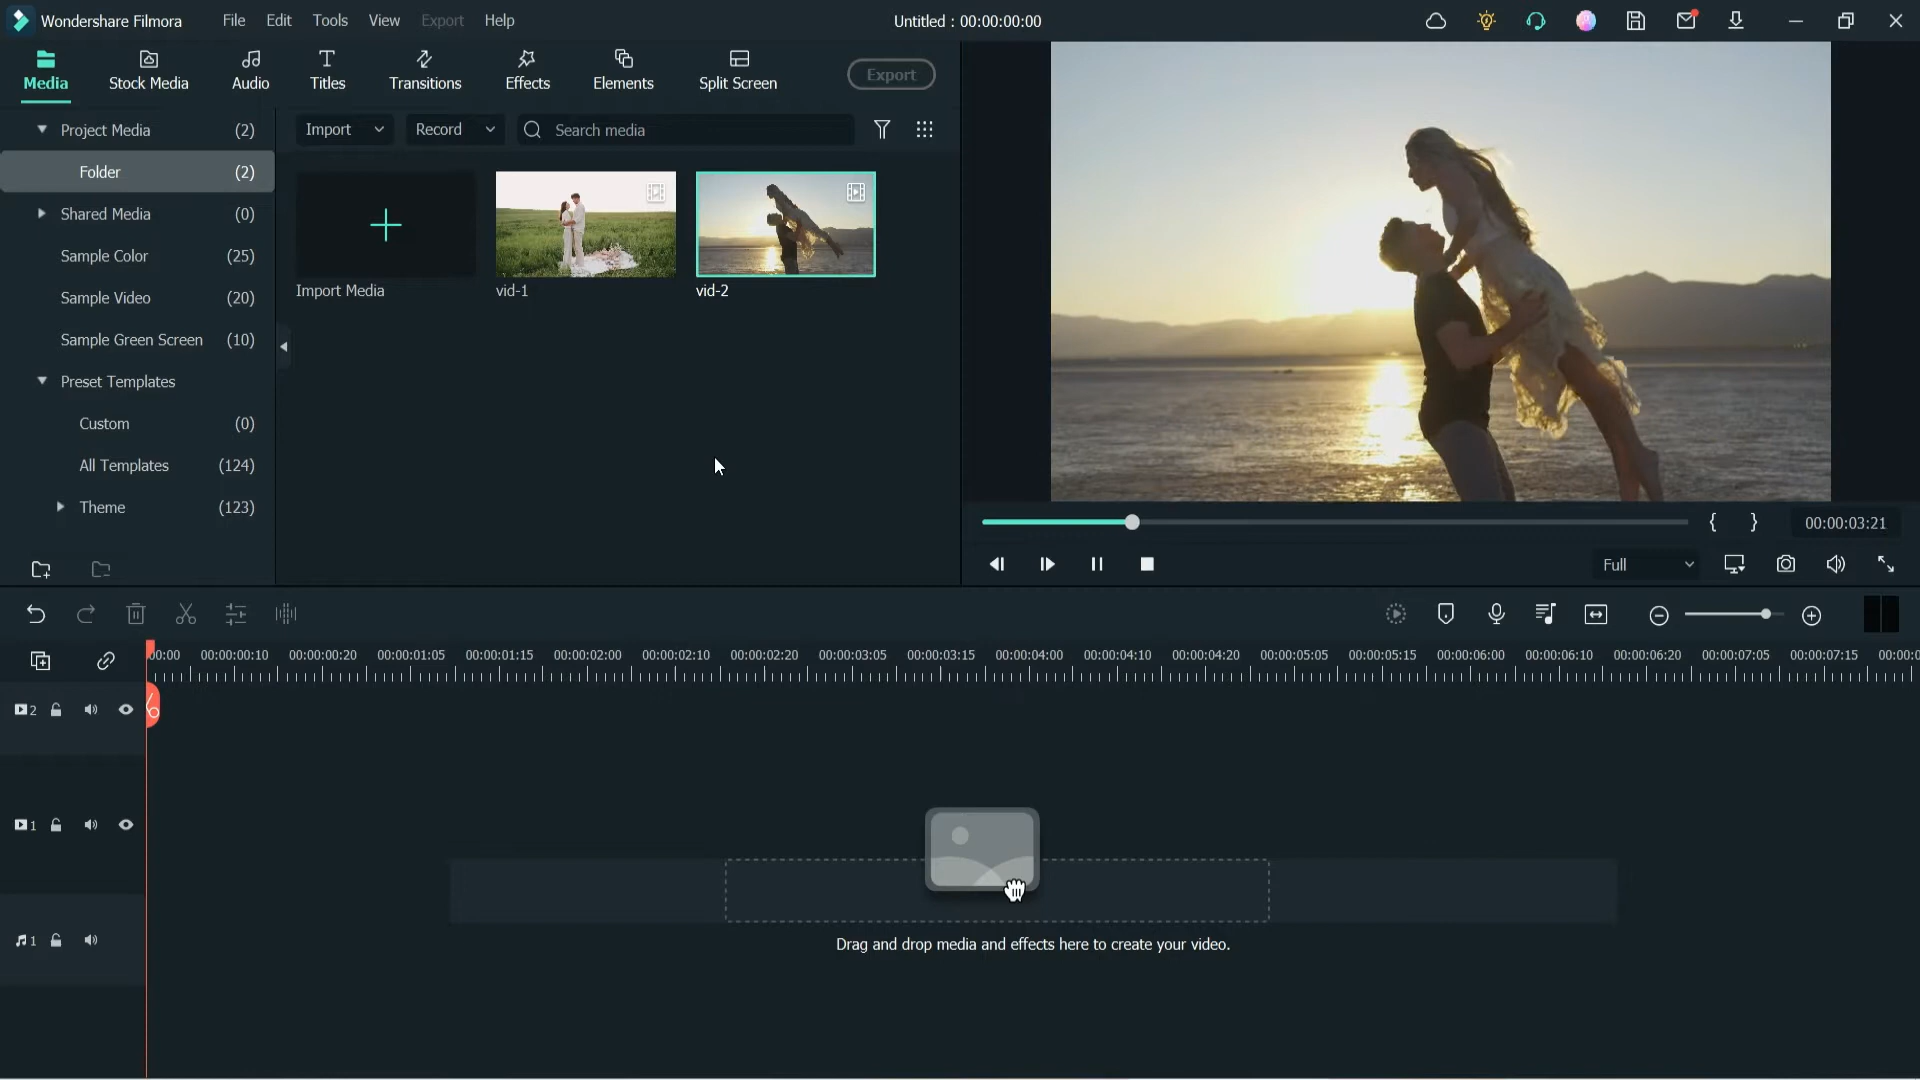 Wondershare Filmora File Edit Tools View Export Help Untitled : 00:00:00:00
Media Stock Media Audio Titles Transitions Effects Elements Split Screen Export
Project Media (2)
Folder (2)
Shared Media (0)
Sample Color (25)
Sample Video (20)
Sample Green Screen (10)
Preset Templates
Custom (0)
All Templates (124)
Theme (123)
Import Record Search media
Import Media vid-1 vid-2
00:00:03:21
Full
00:00 00:00:00:10 00:00:00:20 00:00:01:05 00:00:01:15 00:00:02:00 00:00:02:10 00:00:02:20 00:00:03:05 00:00:03:15 00:00:04:00 00:00:04:10 00:00:04:20 00:00:05:05 00:00:05:15 00:00:06:00 00:00:06:10 00:00:06:20 00:00:07:05 00:00:07:15 00:00:0
2
1
1
Drag and drop media and effects here to create your video.